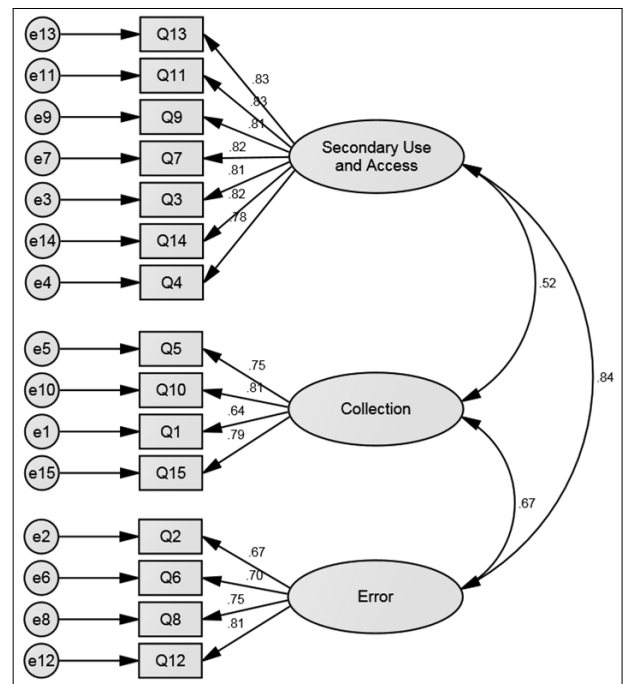 e13 Q13
.83
e11 Q11
.83
e9 Q9
.81
Secondary Use
and Access
e7 Q7
.82
e3 Q3
.81
e14 Q14
.82
e4 Q4
.78
.52
.84
e5 Q5
.75
e10 Q10
.81
Collection
e1 Q1
.64
e15 Q15
.79
.67
e2 Q2
.67
e6 Q6
.70
Error
e8 Q8
.75
e12 Q12
.81